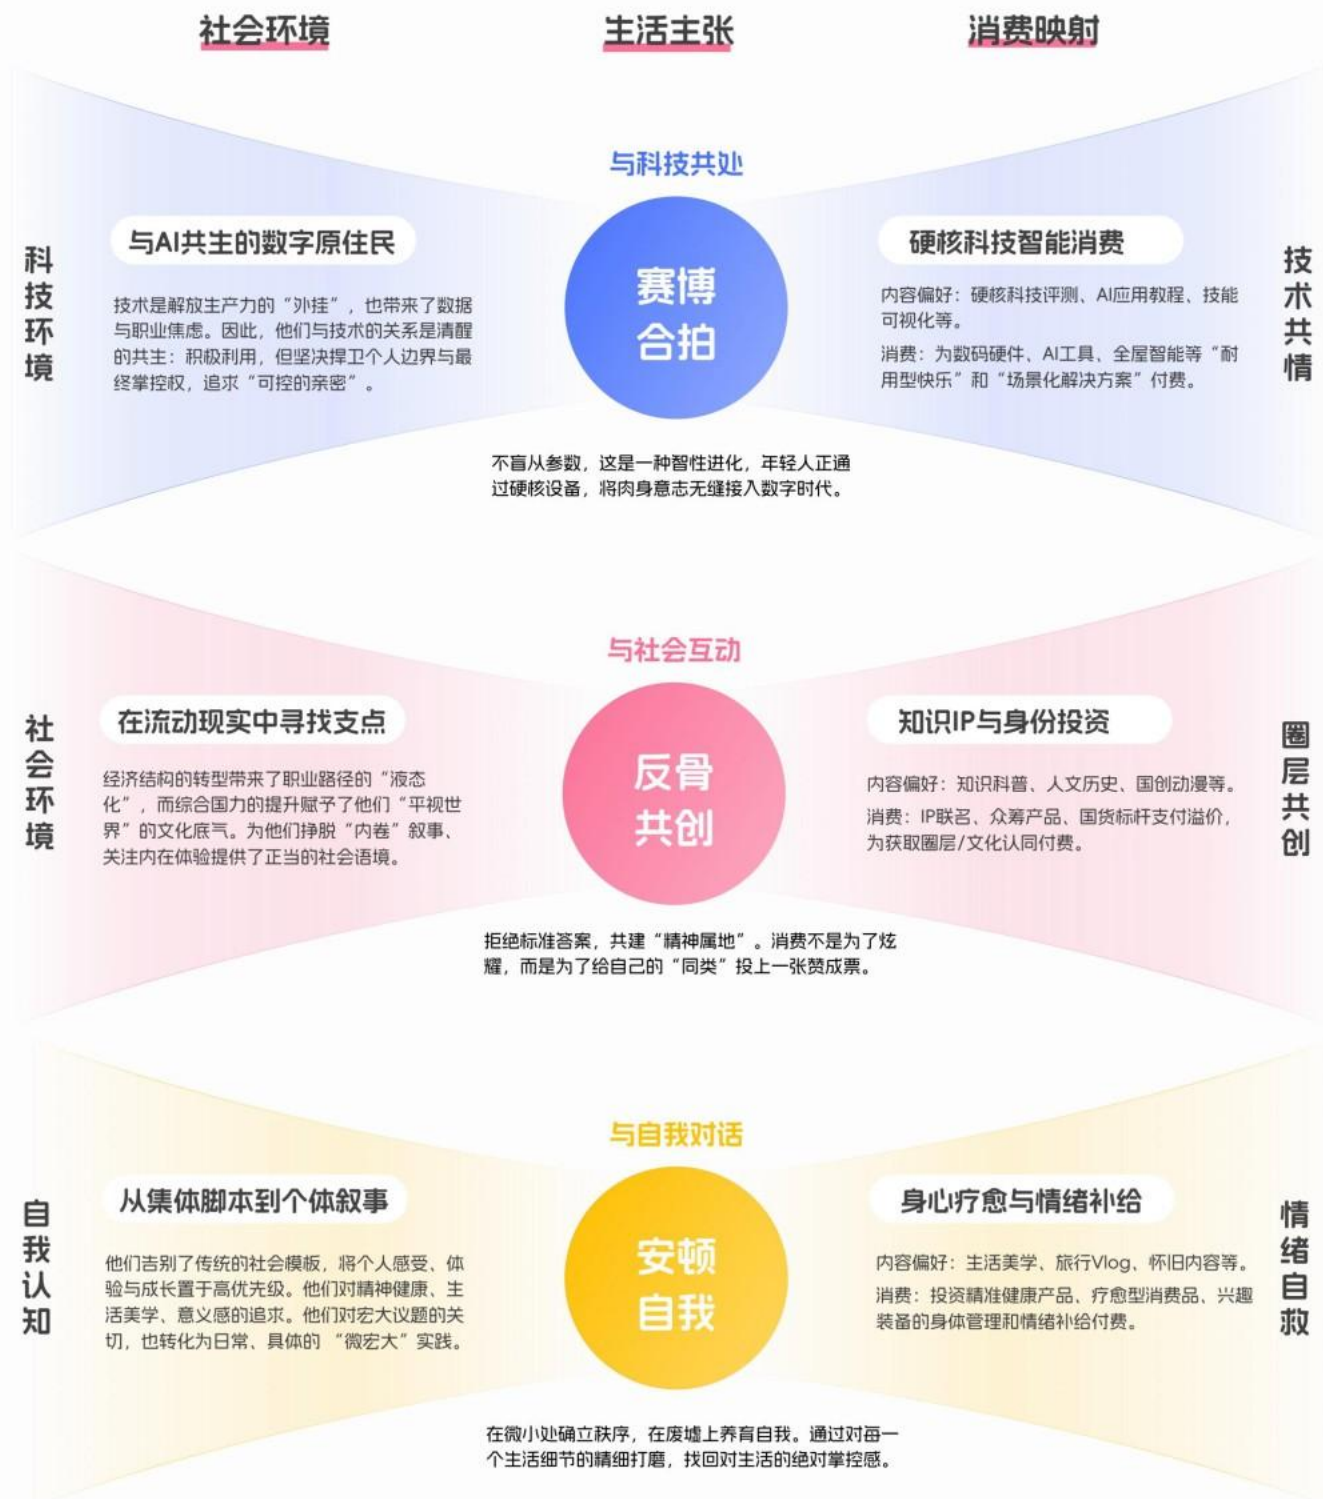 社会环境
生活主张
消费映射
科技环境
与AI共生的数字原住民
技术是解放生产力的“外挂”，也带来了数据
与职业焦虑。因此，他们与技术的关系是清醒
的共生：积极利用，但坚决捍卫个人边界与最
终掌控权，追求“可控的亲密”。
与科技共处
赛博
合拍
不盲从参数，这是一种智性进化，年轻人正通
过硬核设备，将肉身意志无缝接入数字时代。
硬核科技智能消费
内容偏好：硬核科技评测、AI应用教程、技能
可视化等。
消费：为数码硬件、AI工具、全屋智能等“耐
用型快乐”和“场景化解决方案”付费。
技术共情
社会环境
在流动现实中寻找支点
经济结构的转型带来了职业路径的“液态
化”，而综合国力的提升赋予了他们“平视世
界”的文化底气。为他们挣脱“内卷”叙事、
关注内在体验提供了正当的社会语境。
与社会互动
反骨
共创
拒绝标准答案，共建“精神属地”。消费不是为了炫
耀，而是为了给自己的“同类”投上一张赞成票。
知识IP与身份投资
内容偏好：知识科普、人文历史、国创动漫等。
消费：IP联名、众筹产品、国货标杆支付溢价，
为获取圈层/文化认同付费。
圈层共创
自我认知
从集体脚本到个体叙事
他们告别了传统的社会模板，将个人感受、体
验与成长置于高优先级。他们对精神健康、生
活美学、意义感的追求。他们对宏大议题的关
切，也转化为日常、具体的 “微宏大”实践。
与自我对话
安顿
自我
在微小处确立秩序，在废墟上养育自我。通过对每一
个生活细节的精细打磨，找回对生活的绝对掌控感。
身心疗愈与情绪补给
内容偏好：生活美学、旅行Vlog、怀旧内容等。
消费：投资精准健康产品、疗愈型消费品、兴趣
装备的身体管理和情绪补给付费。
情绪自救